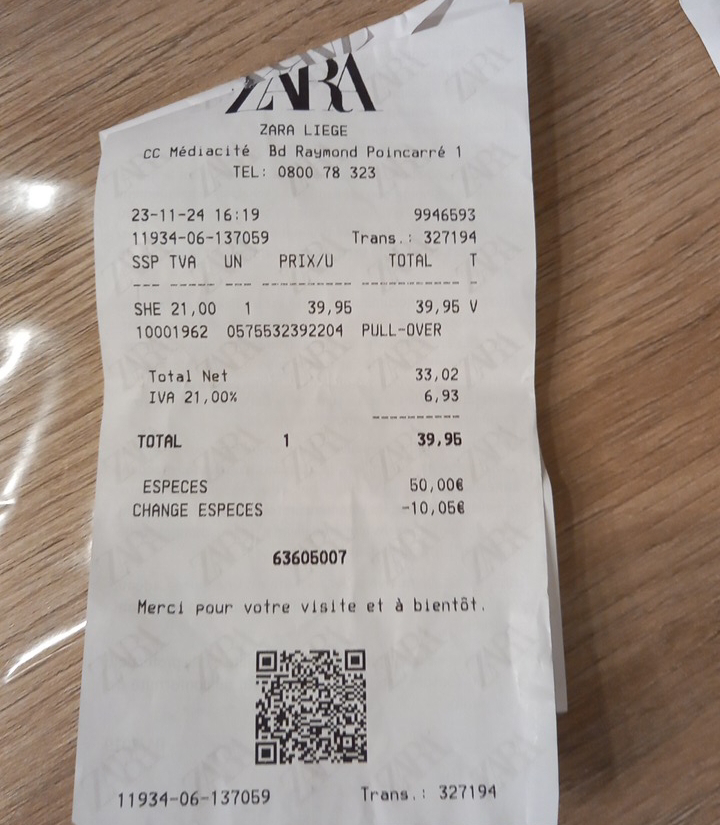 ZARA
ZARA LIEGE
CC Médiacité Bd Raymond Poincarré 1
TEL: 0800 78 323
23-11-24 16:19 9946593
11934-06-137059 Trans.: 327194
SSP TVA UN PRIX/U TOTAL T
--- ----- --- -------- ----------- -
SHE 21,00 1 39,95 39,95 V
10001962 0575532392204 PULL-OVER
Total Net 33,02
IVA 21,00% 6,93
----------
TOTAL 1 39,95
ESPECES 50,00€
CHANGE ESPECES -10,05€
63605007
Merci pour votre visite et à bientôt.
11934-06-137059 Trans.: 327194